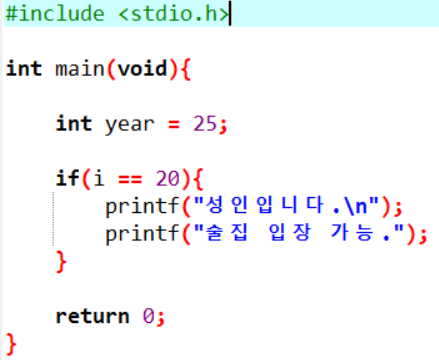 #include <stdio.h>
int main(void){
int year = 25;
if(i == 20){
printf("성인입니다.\n");
printf("술집 입장 가능.");
}
return 0;
}